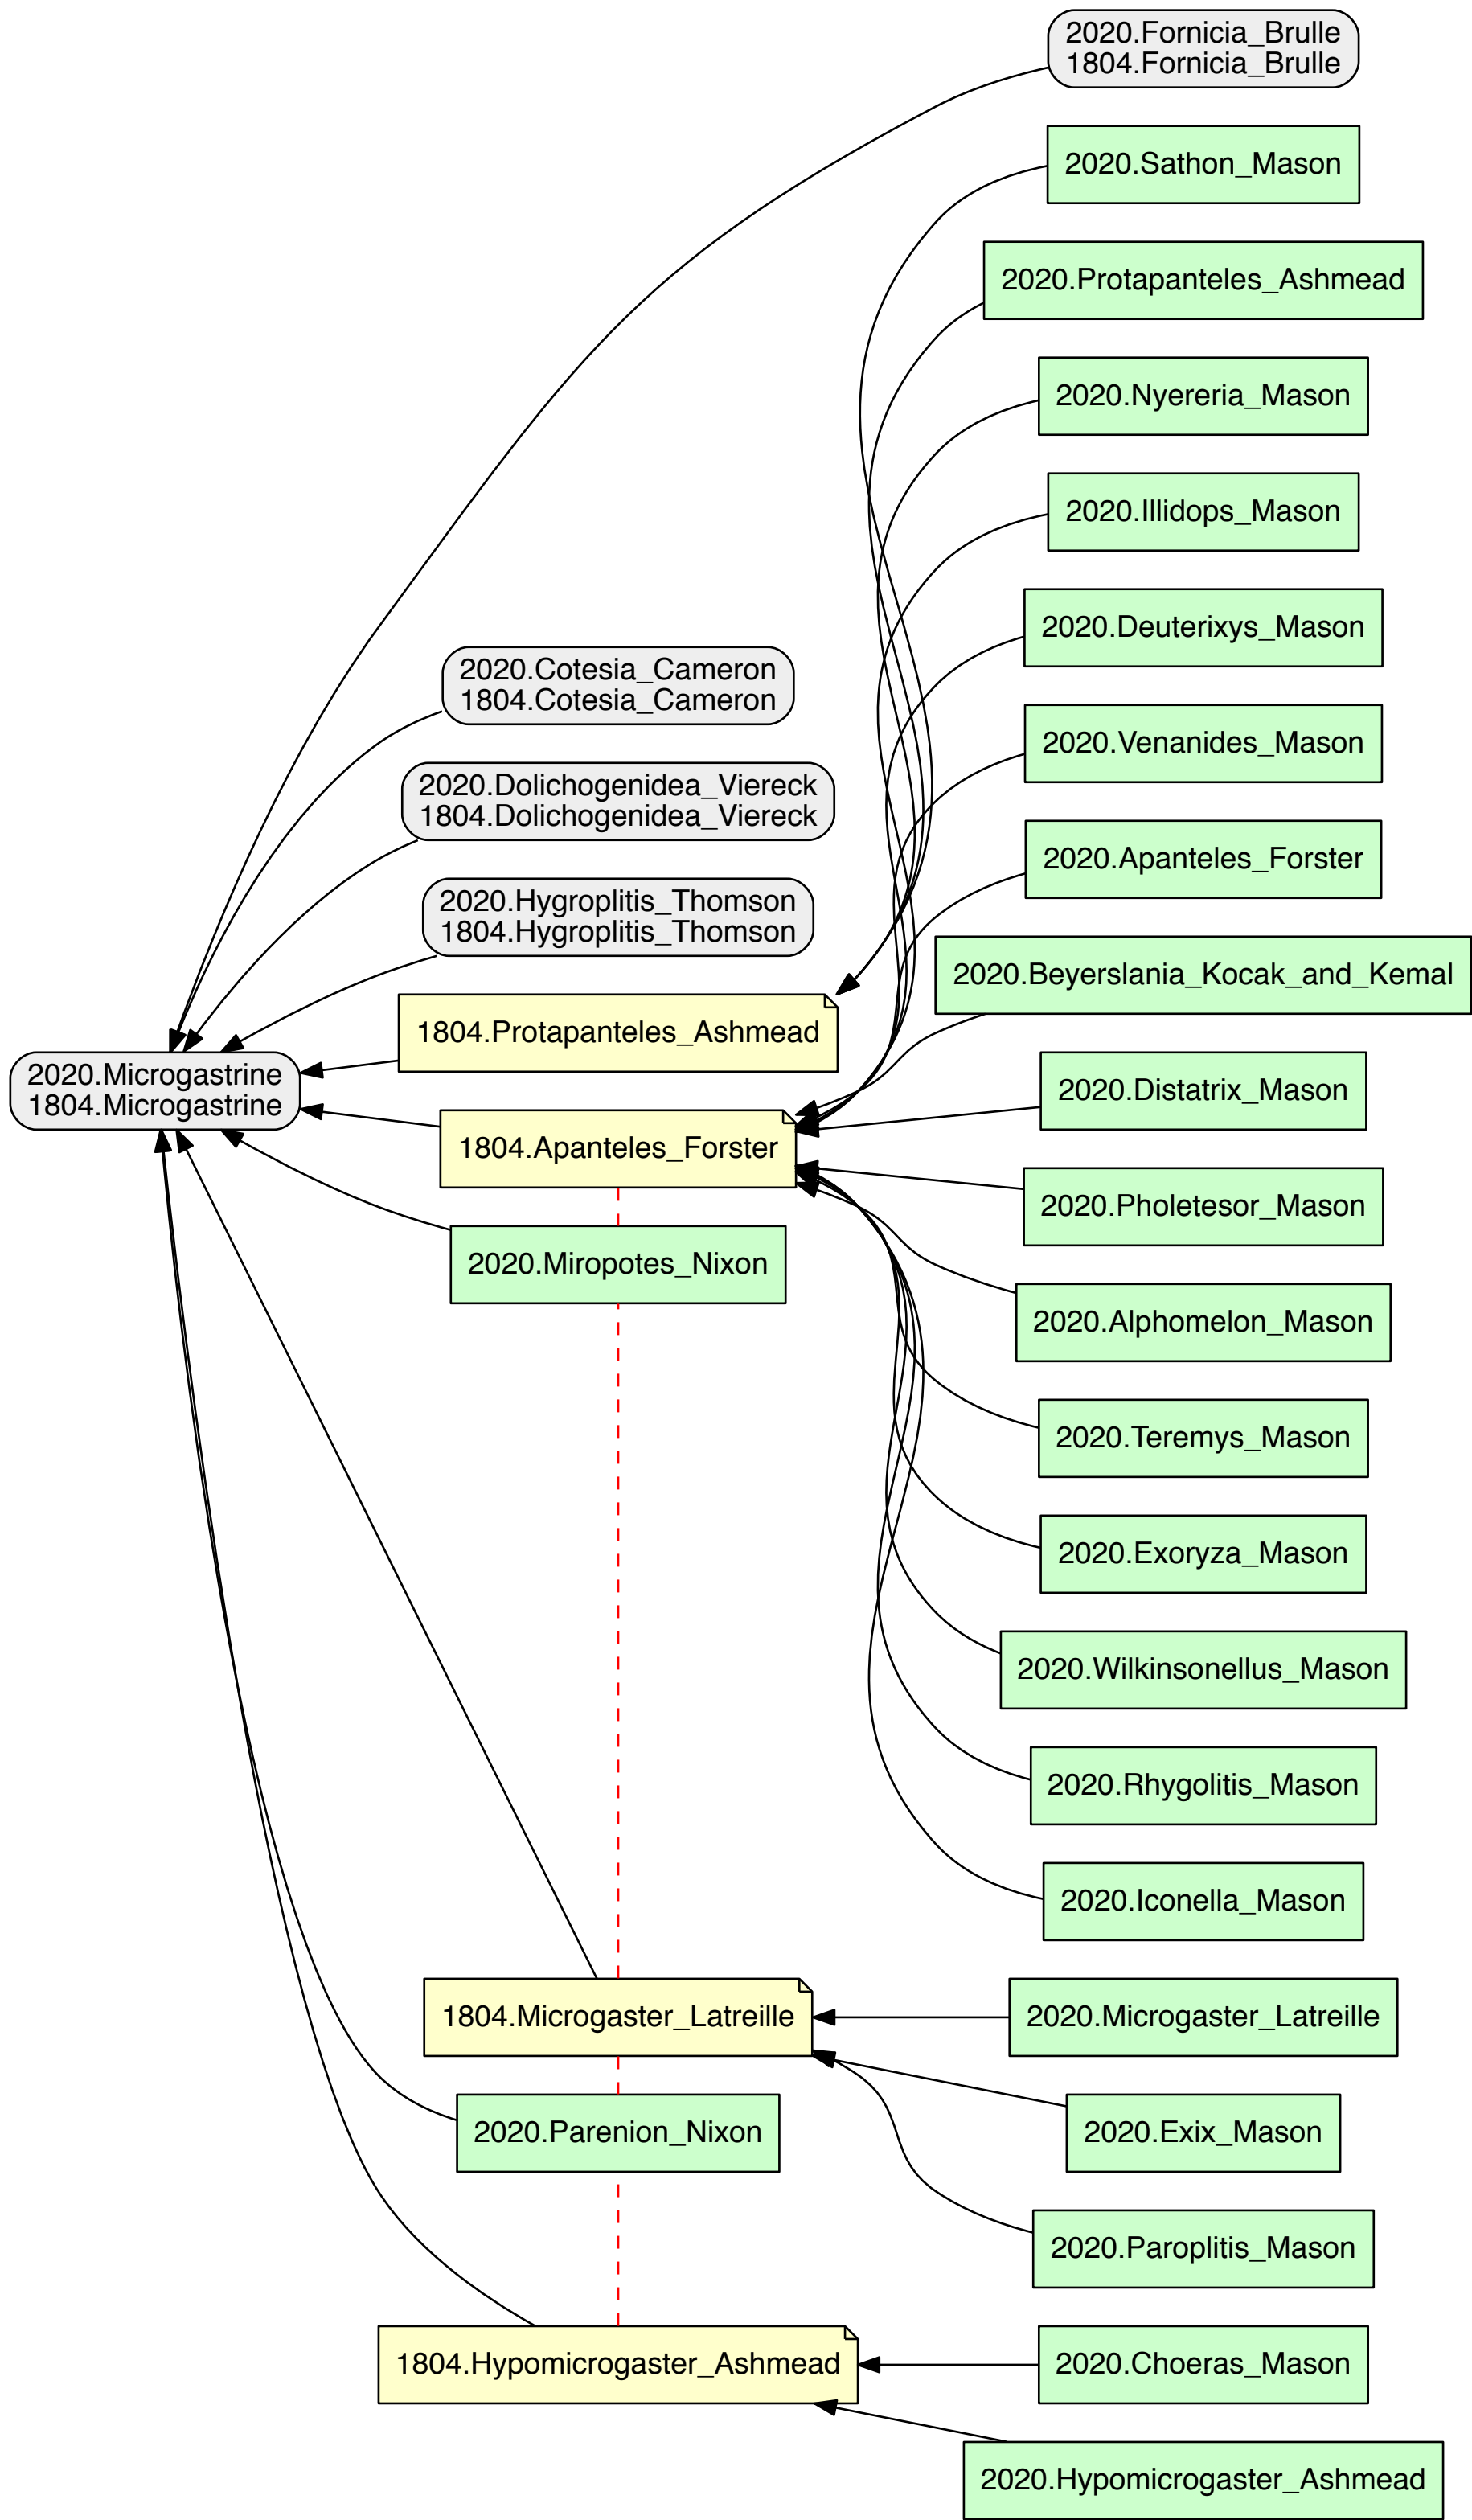 2020.Fornicia_Brulle
1804.Fornicia_Brulle
2020.Sathon_Mason
2020.Protapanteles_Ashmead
2020.Nyereria_Mason
2020.Illidops_Mason
2020.Deuterixys_Mason
2020.Cotesia_Cameron
1804.Cotesia_Cameron
2020.Venanides_Mason
2020.Dolichogenidea_Viereck
1804.Dolichogenidea_Viereck
2020.Apanteles_Forster
2020.Hygroplitis_Thomson
1804.Hygroplitis_Thomson
2020.Beyerslania_Kocak_and_Kemal
1804.Protapanteles_Ashmead
2020.Microgastrine
1804.Microgastrine
2020.Distatrix_Mason
1804.Apanteles_Forster
2020.Pholetesor_Mason
2020.Miropotes_Nixon
2020.Alphomelon_Mason
2020.Teremys_Mason
2020.Exoryza_Mason
2020.Wilkinsonellus_Mason
2020.Rhygolitis_Mason
2020.Iconella_Mason
1804.Microgaster_Latreille
2020.Microgaster_Latreille
2020.Parenion_Nixon
2020.Exix_Mason
2020.Paroplitis_Mason
1804.Hypomicrogaster_Ashmead
2020.Choeras_Mason
2020.Hypomicrogaster_Ashmead